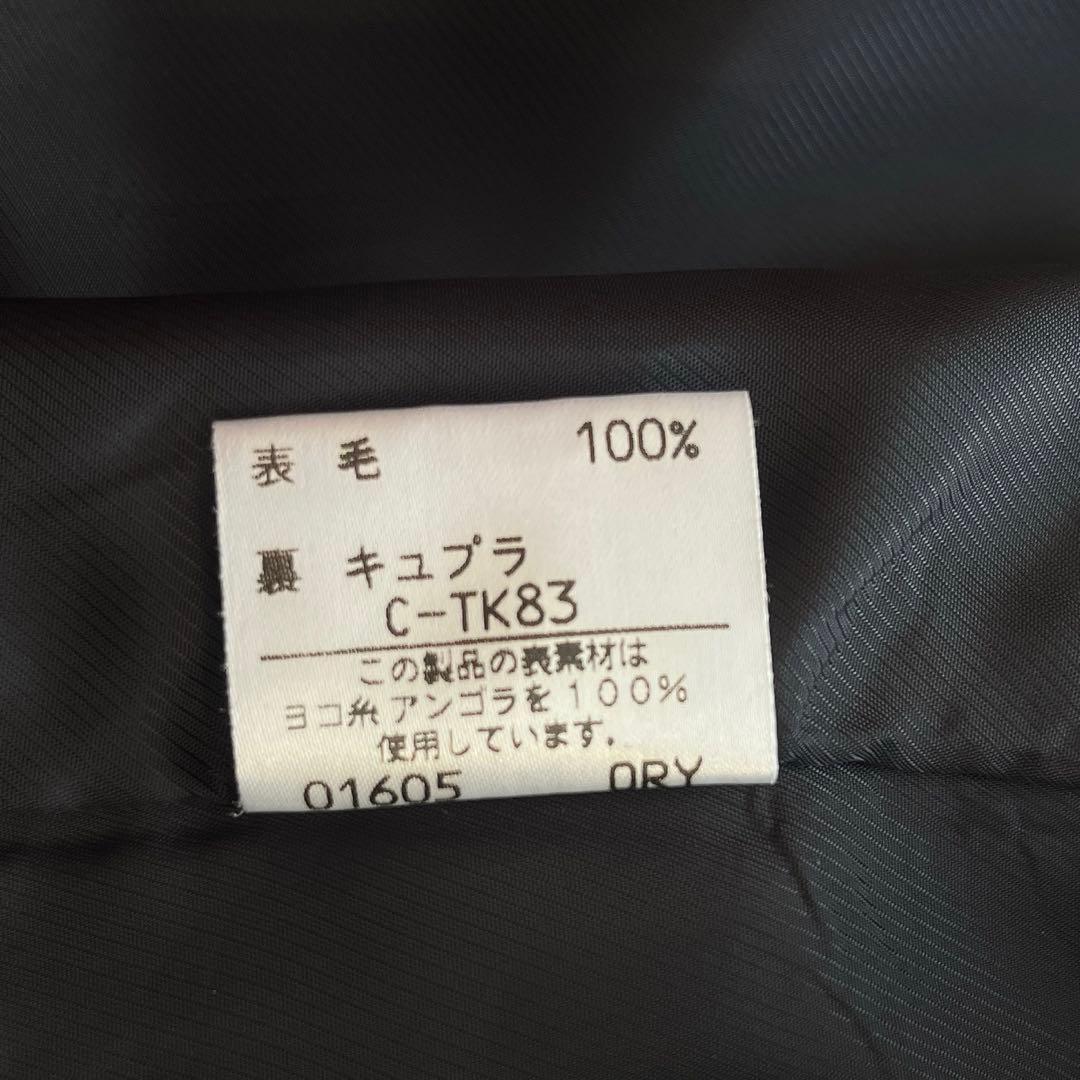 表 毛 100%
裏 キュプラ
C-TK83
この製品の表素材は
ヨコ糸アンゴラを100%
使用しています.
01605 ORY